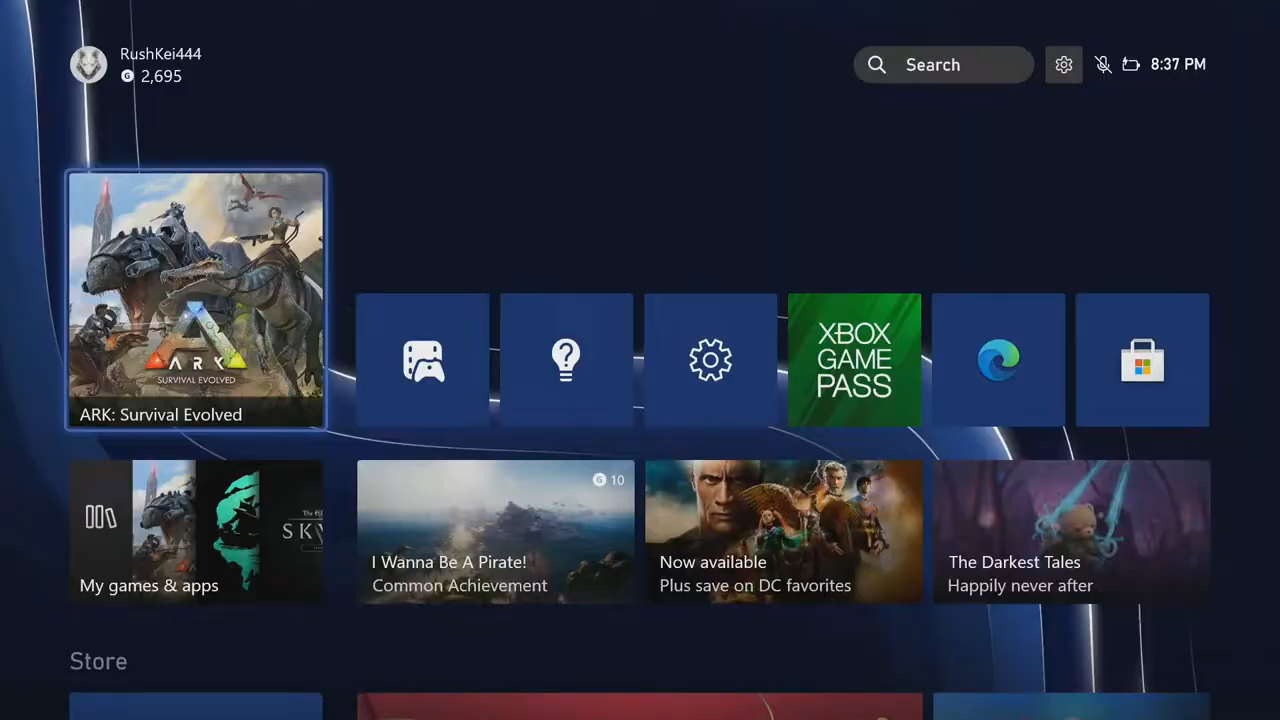 RushKei444
G 2,695
Search
8:37 PM
ARK
SURVIVAL EVOLVED
ARK: Survival Evolved
XBOX
GAME
PASS
SK
My games & apps
G 10
I Wanna Be A Pirate!
Common Achievement
Now available
Plus save on DC favorites
The Darkest Tales
Happily never after
Store